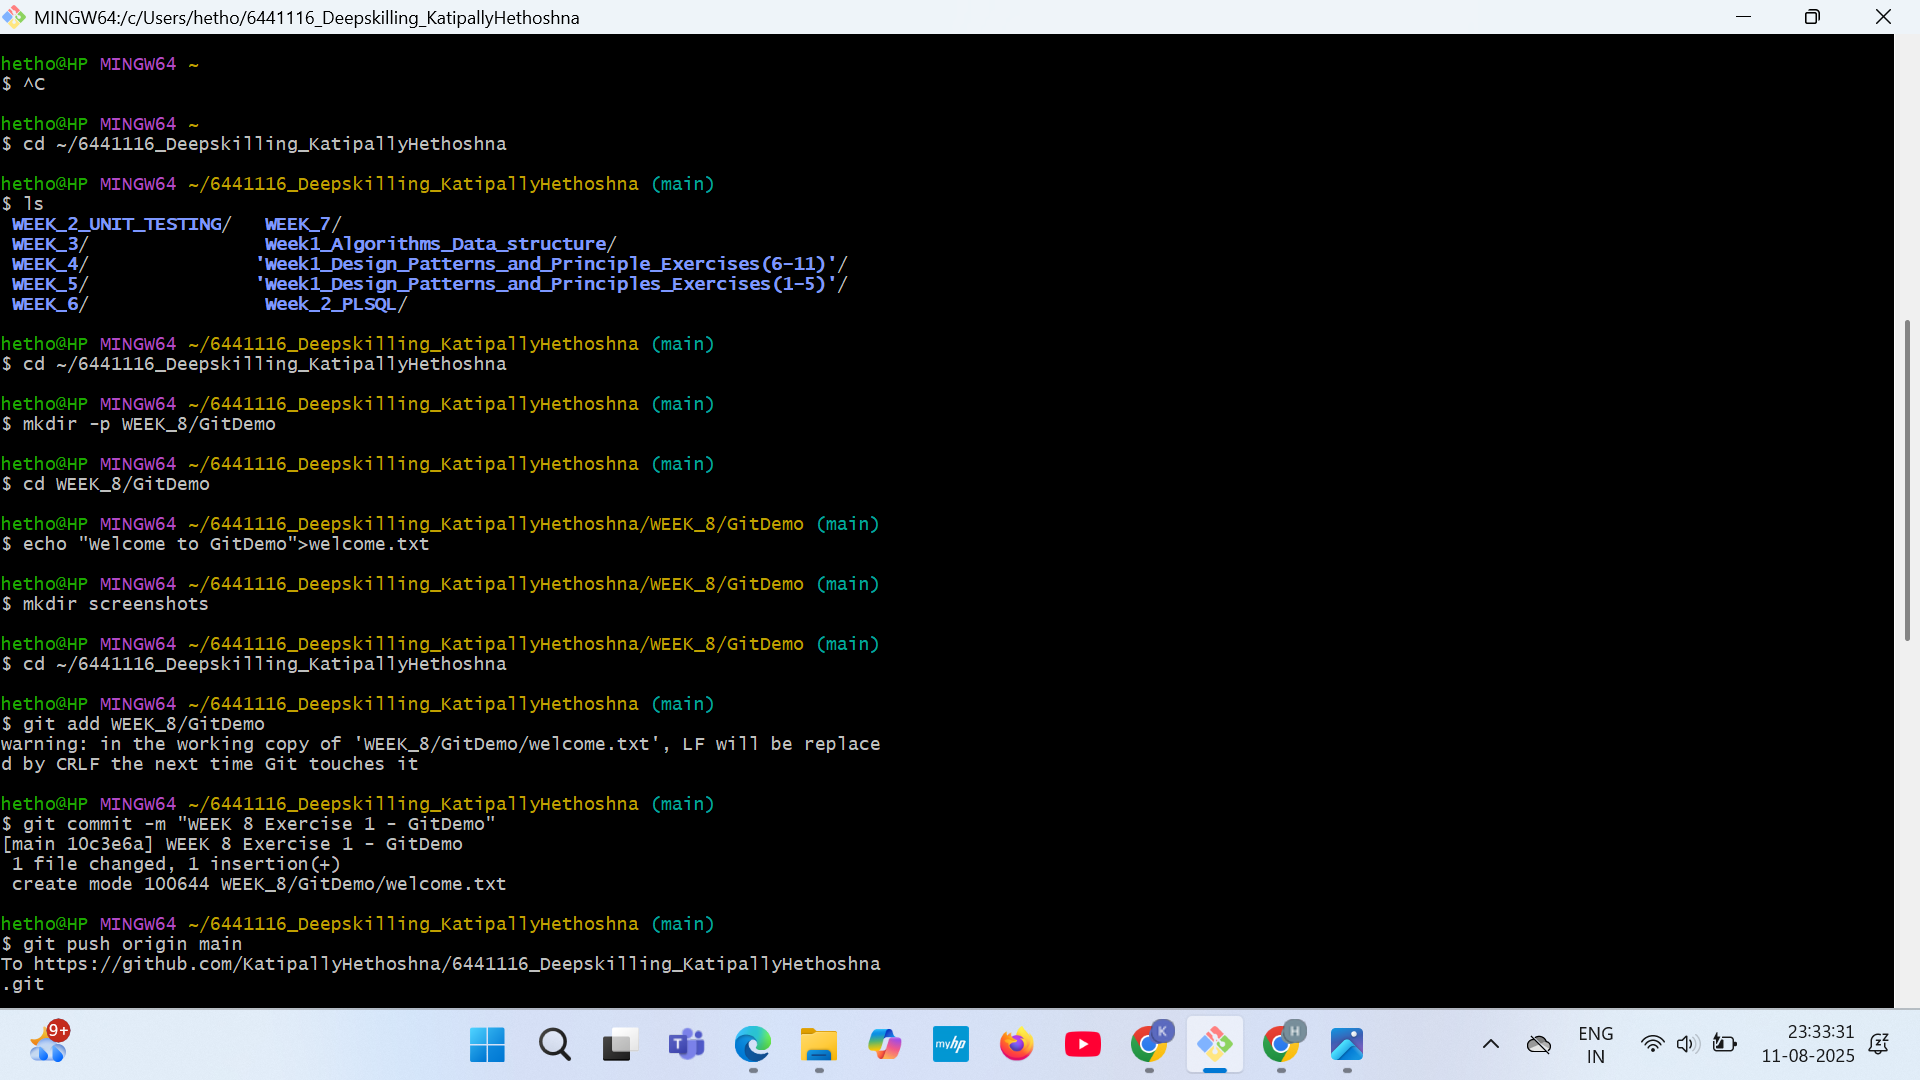 MINGW64:/c/Users/hetho/6441116_Deepskilling_KatipallyHethoshna
hetho@HP MINGW64 ~
$ ^C
hetho@HP MINGW64 ~
$ cd ~/6441116_Deepskilling_KatipallyHethoshna
hetho@HP MINGW64 ~/6441116_Deepskilling_KatipallyHethoshna (main)
$ ls
WEEK_2_UNIT_TESTING/   WEEK_7/
WEEK_3/                Week1_Algorithms_Data_structure/
WEEK_4/               'Week1_Design_Patterns_and_Principle_Exercises(6-11)'/
WEEK_5/               'Week1_Design_Patterns_and_Principles_Exercises(1-5)'/
WEEK_6/                Week_2_PLSQL/
hetho@HP MINGW64 ~/6441116_Deepskilling_KatipallyHethoshna (main)
$ cd ~/6441116_Deepskilling_KatipallyHethoshna
hetho@HP MINGW64 ~/6441116_Deepskilling_KatipallyHethoshna (main)
$ mkdir -p WEEK_8/GitDemo
hetho@HP MINGW64 ~/6441116_Deepskilling_KatipallyHethoshna (main)
$ cd WEEK_8/GitDemo
hetho@HP MINGW64 ~/6441116_Deepskilling_KatipallyHethoshna/WEEK_8/GitDemo (main)
$ echo "Welcome to GitDemo">welcome.txt
hetho@HP MINGW64 ~/6441116_Deepskilling_KatipallyHethoshna/WEEK_8/GitDemo (main)
$ mkdir screenshots
hetho@HP MINGW64 ~/6441116_Deepskilling_KatipallyHethoshna/WEEK_8/GitDemo (main)
$ cd ~/6441116_Deepskilling_KatipallyHethoshna
hetho@HP MINGW64 ~/6441116_Deepskilling_KatipallyHethoshna (main)
$ git add WEEK_8/GitDemo
warning: in the working copy of 'WEEK_8/GitDemo/welcome.txt', LF will be replace
d by CRLF the next time Git touches it
hetho@HP MINGW64 ~/6441116_Deepskilling_KatipallyHethoshna (main)
$ git commit -m "WEEK 8 Exercise 1 - GitDemo"
[main 10c3e6a] WEEK 8 Exercise 1 - GitDemo
1 file changed, 1 insertion(+)
create mode 100644 WEEK_8/GitDemo/welcome.txt
hetho@HP MINGW64 ~/6441116_Deepskilling_KatipallyHethoshna (main)
$ git push origin main
To https://github.com/KatipallyHethoshna/6441116_Deepskilling_KatipallyHethoshna
.git
9+
myhp
K
H
ENG
IN
23:33:31
11-08-2025